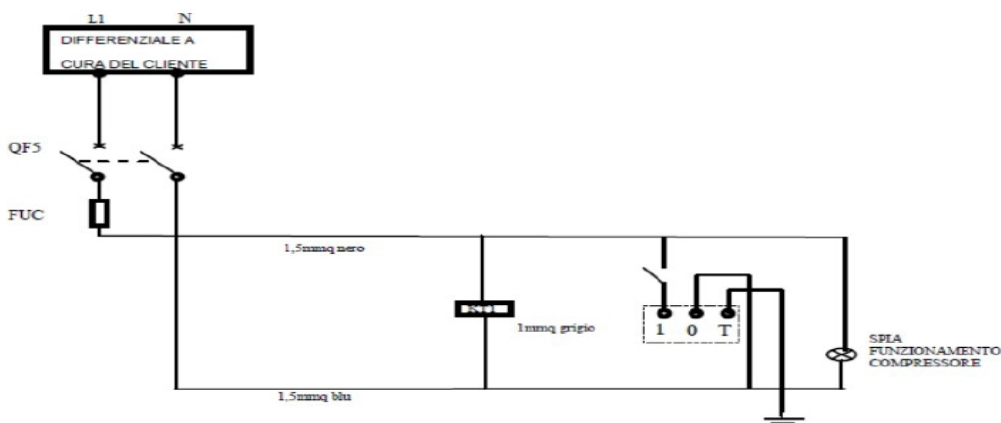 L1 N
DIFFERENZIALE A
CURA DEL CLIENTE
QF5
FUC
1,5mmq nero
1mmq grigio
1 0 T
SPIA
FUNZIONAMENTO
COMPRESSORE
1,5mmq blu